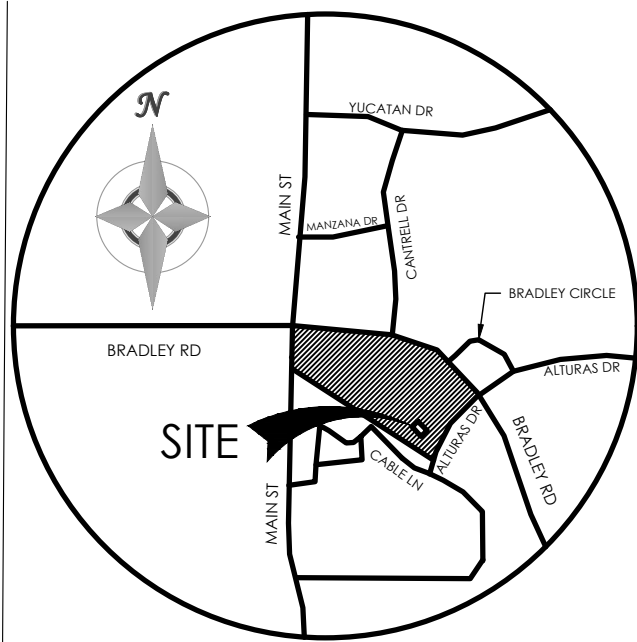 YUCATAN DR
N
MAIN ST
MANZANA DR
CANTRELL DR
BRADLEY CIRCLE
BRADLEY RD
ALTURAS DR
SITE
ALTURAS DR
BRADLEY RD
CABLE LN
MAIN ST